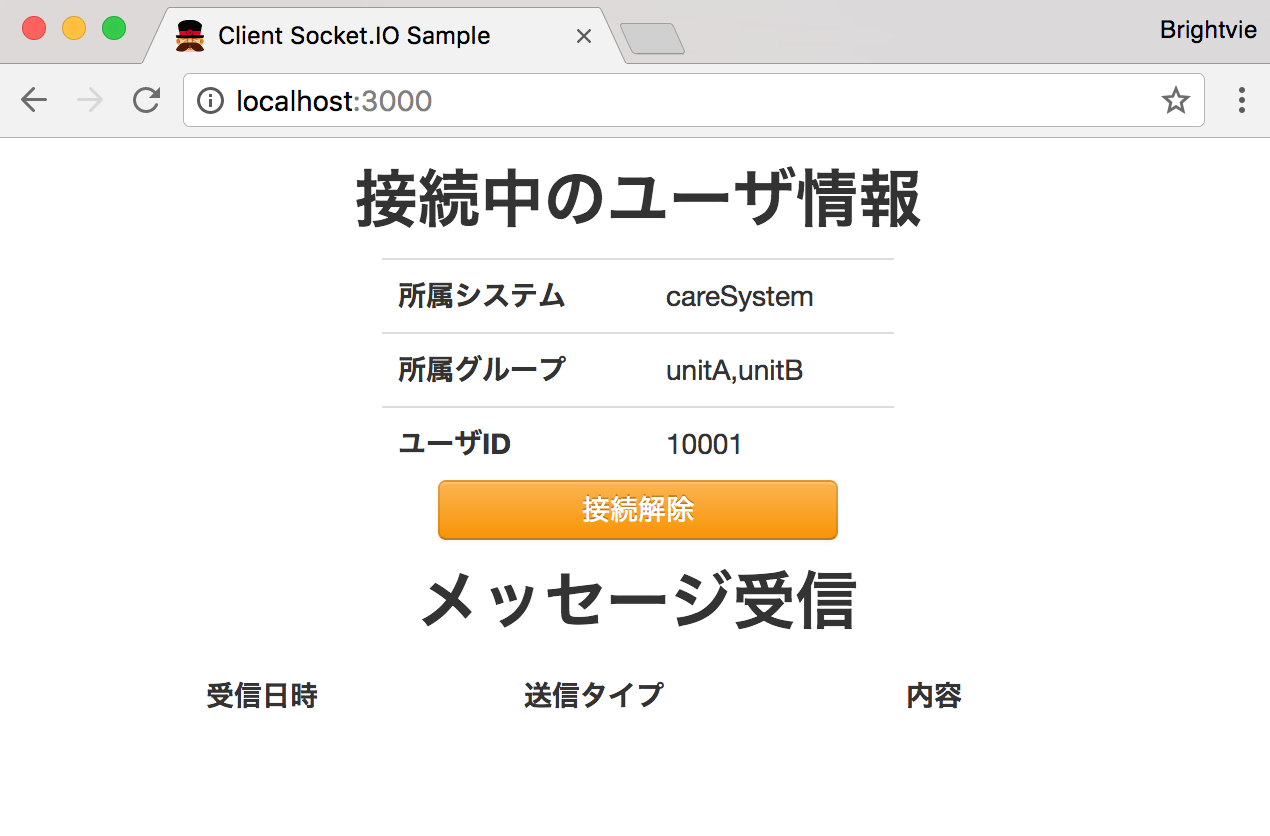 Client Socket.IO Sample
Brightvie
localhost:3000
接続中のユーザ情報
所属システム careSystem
所属グループ unitA,unitB
ユーザID 10001
接続解除
メッセージ受信
受信日時 送信タイプ 内容